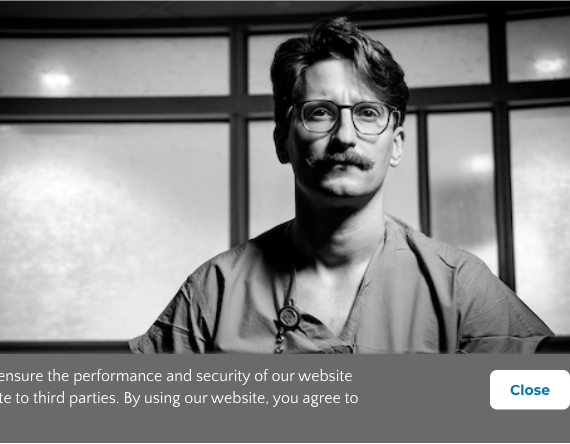 ensure the performance and security of our website
te to third parties. By using our website, you agree to
Close